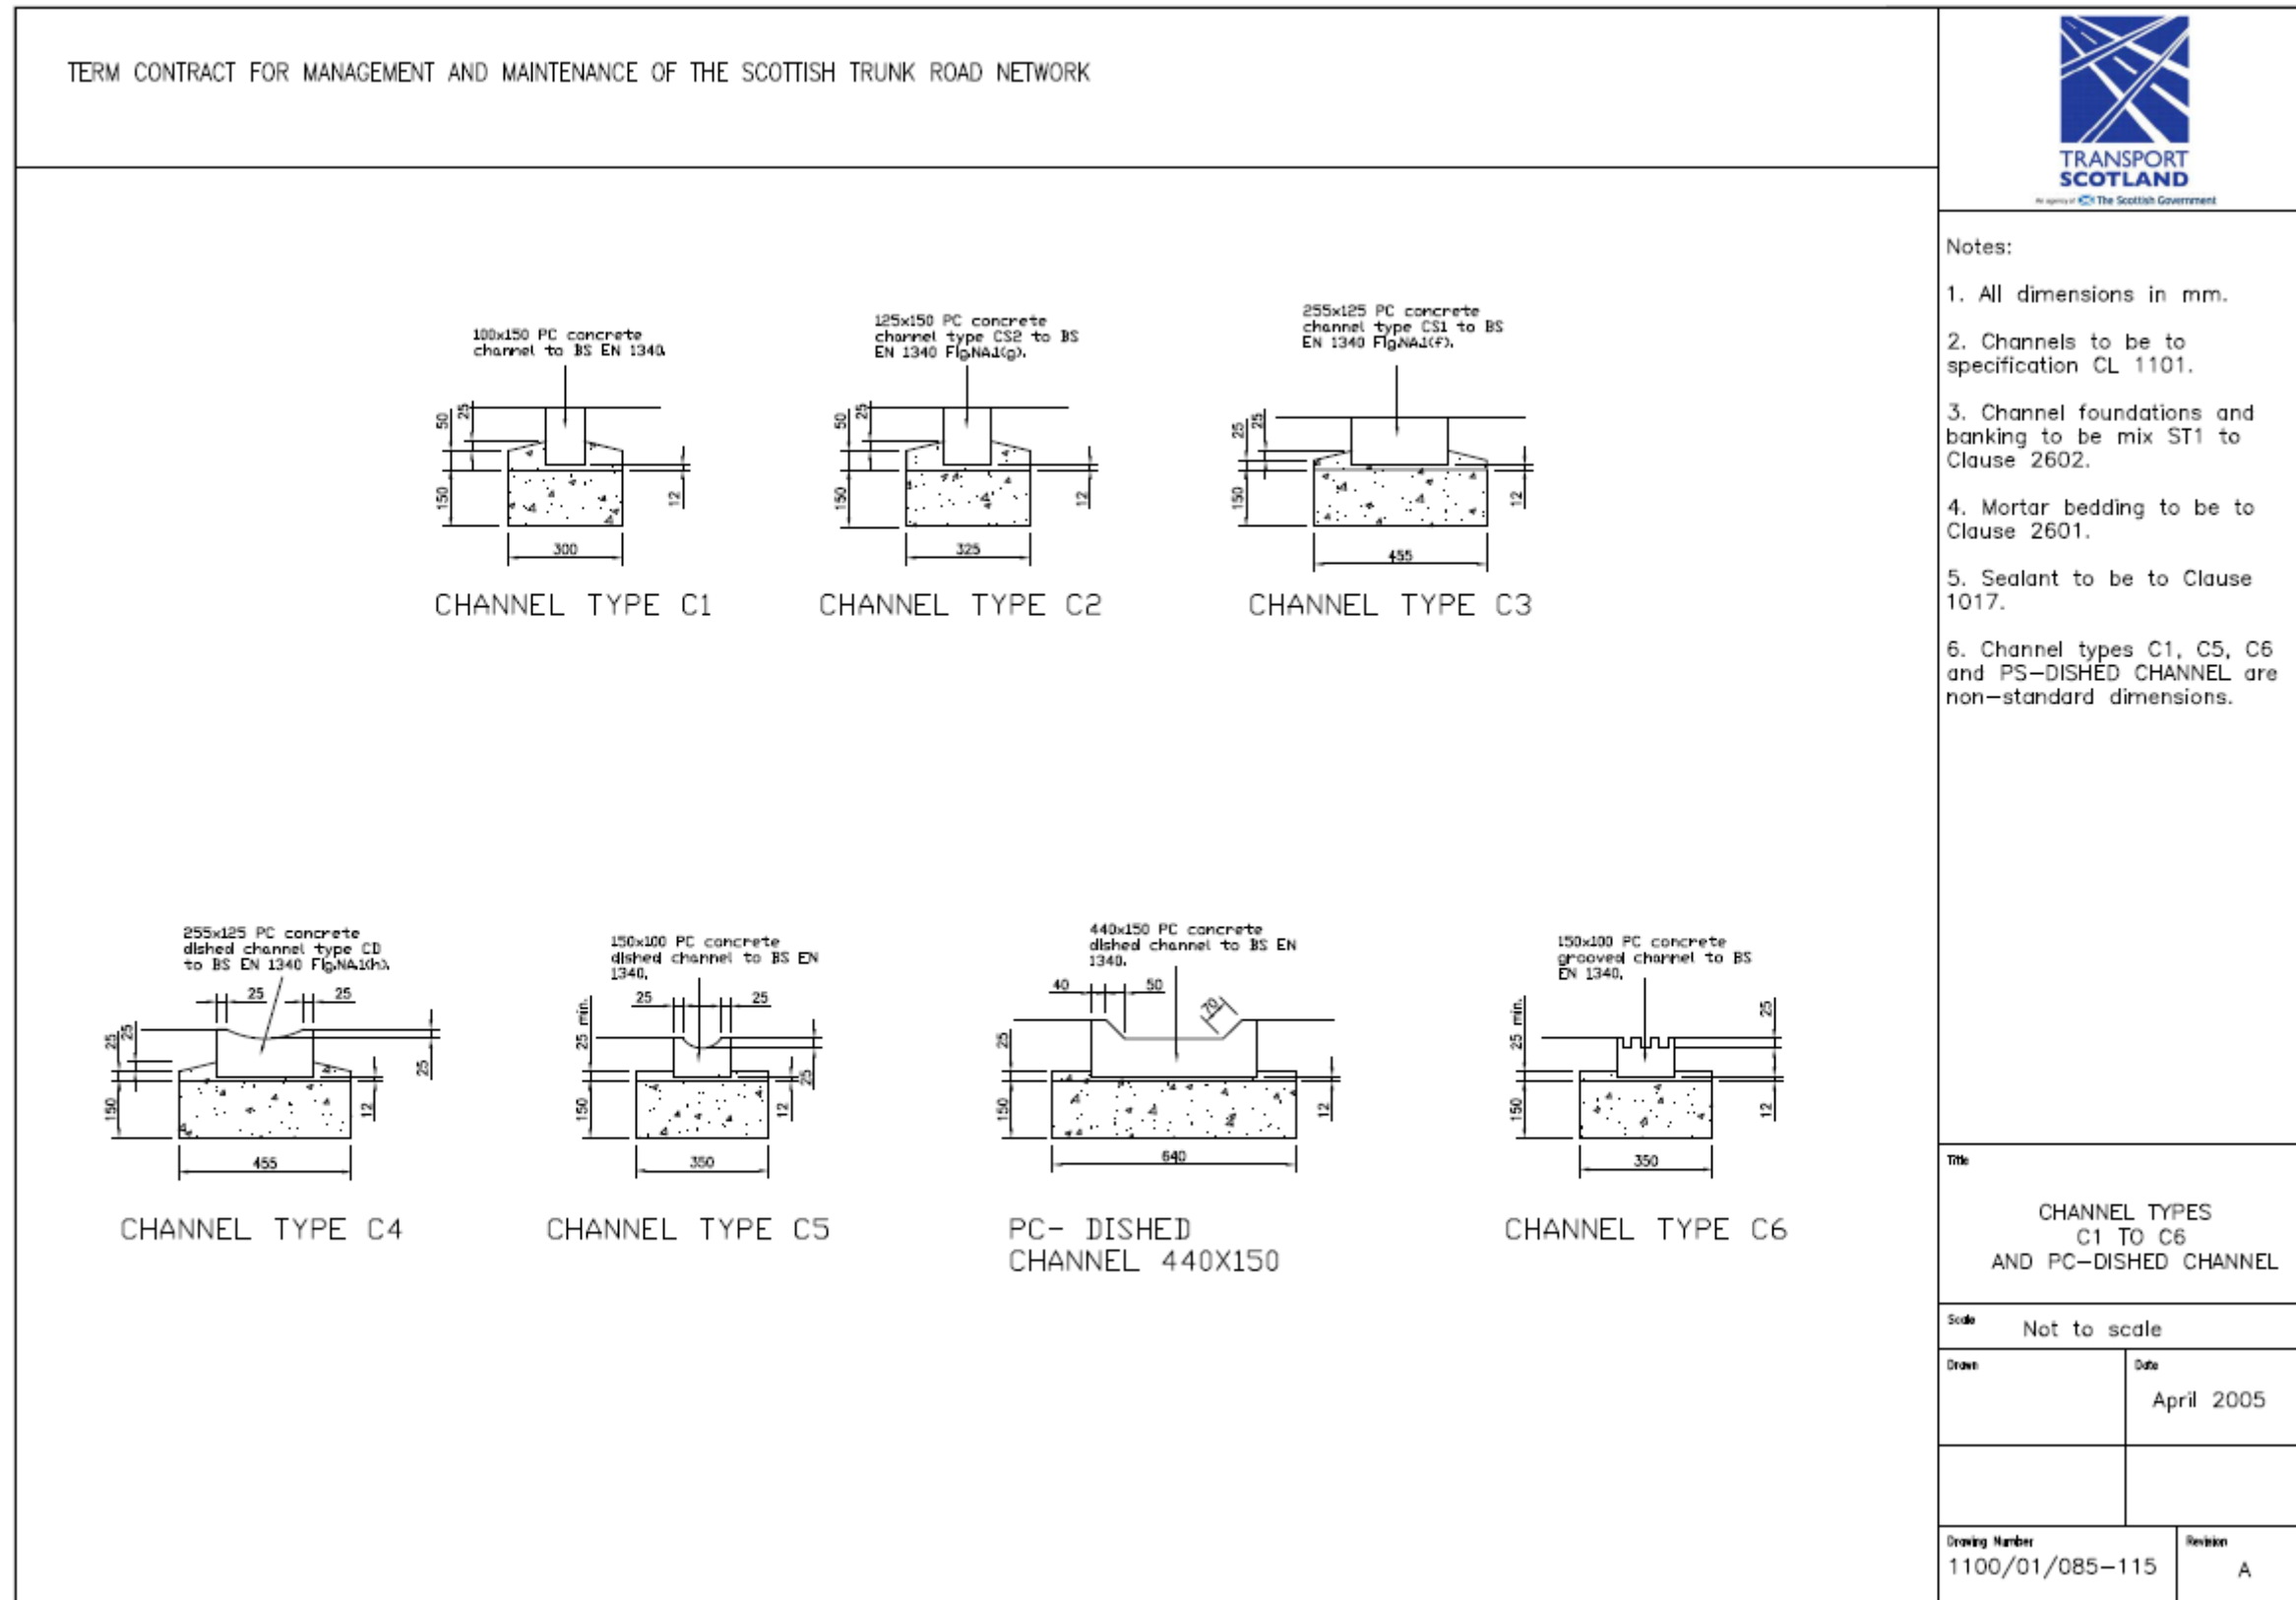 TERM CONTRACT FOR MANAGEMENT AND MAINTENANCE OF THE SCOTTISH TRUNK ROAD NETWORK
TRANSPORT
SCOTLAND
An agency of The Scottish Government
Notes:
1. All dimensions in mm.
2. Channels to be to
specification CL 1101.
3. Channel foundations and
banking to be mix ST1 to
Clause 2602.
4. Mortar bedding to be to
Clause 2601.
5. Sealant to be to Clause
1017.
6. Channel types C1, C5, C6
and PS-DISHED CHANNEL are
non-standard dimensions.
100x150 PC concrete
channel to BS EN 1340.
50
25
150
12
300
CHANNEL TYPE C1
125x150 PC concrete
channel type CS2 to BS
EN 1340 Fig.NA.1(g).
50
25
150
12
325
CHANNEL TYPE C2
255x125 PC concrete
channel type CS1 to BS
EN 1340 Fig.NA.1(f).
25
25
150
12
455
CHANNEL TYPE C3
255x125 PC concrete
dished channel type CD
to BS EN 1340 Fig.NA.1(h).
25
25
25
25
25
150
12
455
CHANNEL TYPE C4
150x100 PC concrete
dished channel to BS EN
1340.
25
25
25 min.
25
150
12
350
CHANNEL TYPE C5
440x150 PC concrete
dished channel to BS EN
1340.
40
50
70
25
150
12
640
PC- DISHED
CHANNEL 440X150
150x100 PC concrete
grooved channel to BS
EN 1340.
25 min.
25
150
12
350
CHANNEL TYPE C6
Title
CHANNEL TYPES
C1 TO C6
AND PC-DISHED CHANNEL
Scale
Not to scale
Drawn
Date
April 2005
Drawing Number
1100/01/085-115
Revision
A